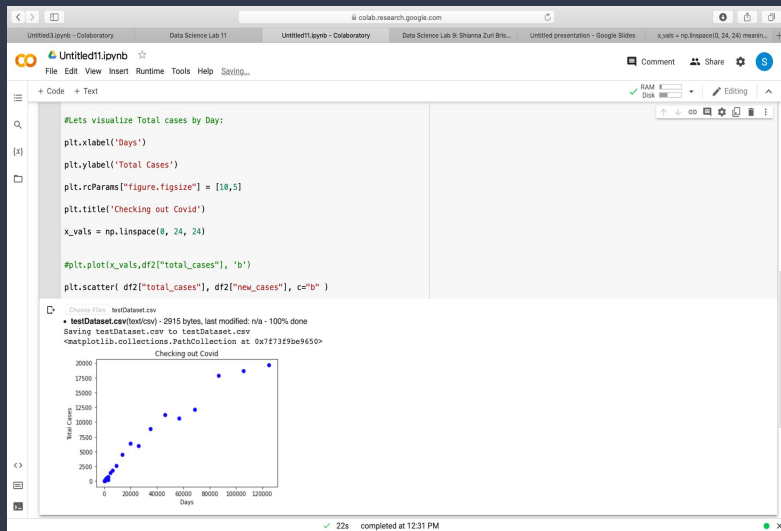 colab.research.google.com
Untitled3.ipynb - Colaboratory
Data Science Lab 11
Untitled11.ipynb - Colaboratory
Data Science Lab 9: Shianna Zuri Bris...
Untitled presentation - Google Slides
x_vals = np.linspace(0, 24, 24) meanin...
Untitled11.ipynb
Comment
Share
S
File Edit View Insert Runtime Tools Help Saving...
+ Code + Text
RAM
Disk
Editing
{x}
#Lets visualize Total cases by Day:
plt.xlabel('Days')
plt.ylabel('Total Cases')
plt.rcParams["figure.figsize"] = [10,5]
plt.title('Checking out Covid')
x_vals = np.linspace(0, 24, 24)
#plt.plot(x_vals,df2["total_cases"], 'b')
plt.scatter( df2["total_cases"], df2["new_cases"], c="b" )
Choose Files testDataset.csv
• testDataset.csv(text/csv) - 2915 bytes, last modified: n/a - 100% done
Saving testDataset.csv to testDataset.csv
<matplotlib.collections.PathCollection at 0x7f73f9be9650>
Checking out Covid
20000
17500
15000
12500
10000
7500
5000
2500
0
Total Cases
0 20000 40000 60000 80000 100000 120000
Days
22s completed at 12:31 PM